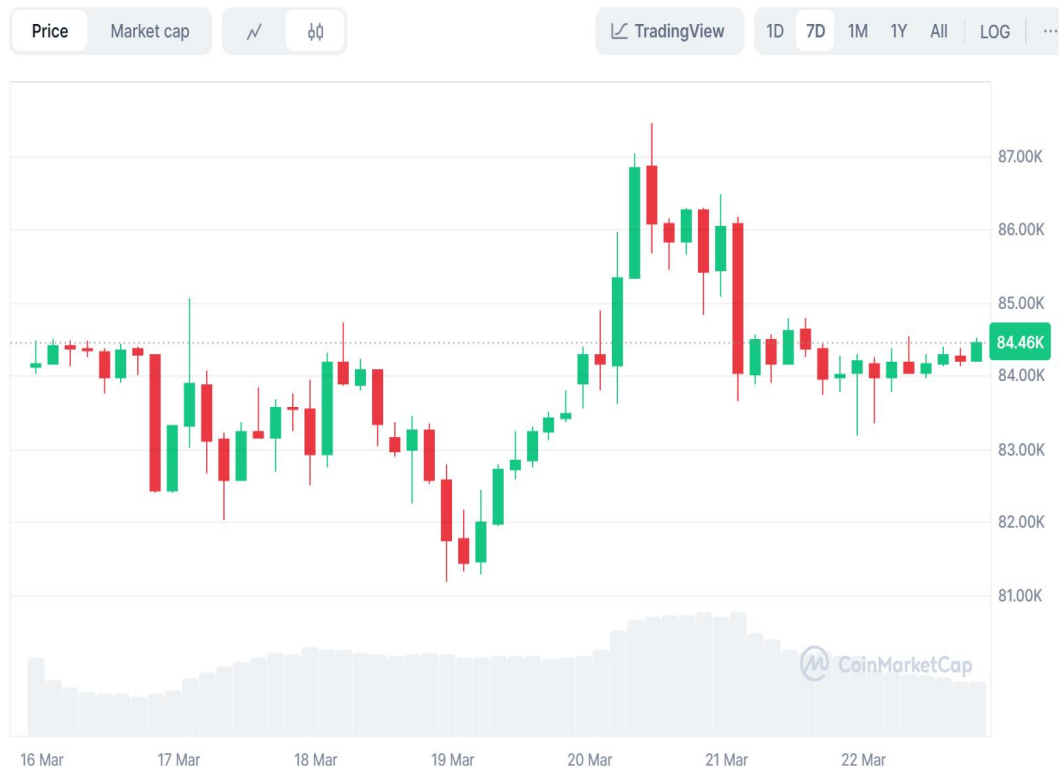 Price Market cap TradingView 1D 7D 1M 1Y All LOG ...
87.00K
86.00K
85.00K
84.46K
84.00K
83.00K
82.00K
81.00K
CoinMarketCap
16 Mar 17 Mar 18 Mar 19 Mar 20 Mar 21 Mar 22 Mar